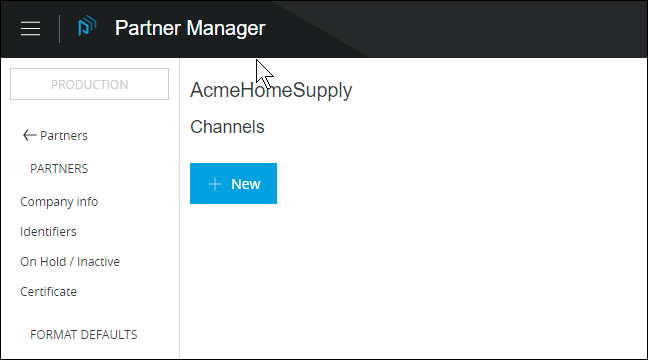 Partner Manager
PRODUCTION
Partners
PARTNERS
Company info
Identifiers
On Hold / Inactive
Certificate
FORMAT DEFAULTS
AcmeHomeSupply
Channels
New